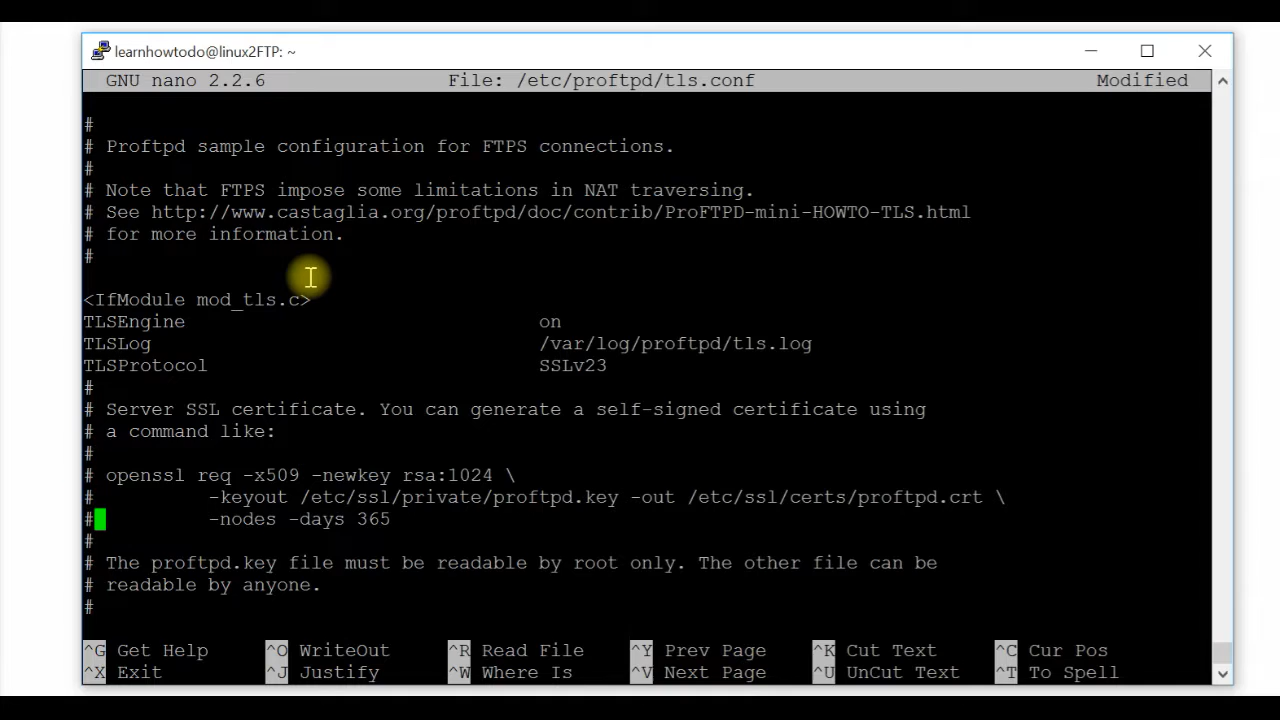 learnhowtodo@linux2FTP: ~
GNU nano 2.2.6 File: /etc/proftpd/tls.conf Modified
#
# Proftpd sample configuration for FTPS connections.
#
# Note that FTPS impose some limitations in NAT traversing.
# See http://www.castaglia.org/proftpd/doc/contrib/ProFTPD-mini-HOWTO-TLS.html
# for more information.
#
<IfModule mod_tls.c>
TLSEngine on
TLSLog /var/log/proftpd/tls.log
TLSProtocol SSLv23
#
# Server SSL certificate. You can generate a self-signed certificate using
# a command like:
#
# openssl req -x509 -newkey rsa:1024 \
# -keyout /etc/ssl/private/proftpd.key -out /etc/ssl/certs/proftpd.crt \
# -nodes -days 365
#
# The proftpd.key file must be readable by root only. The other file can be
# readable by anyone.
#
^G Get Help ^O WriteOut ^R Read File ^Y Prev Page ^K Cut Text ^C Cur Pos
^X Exit ^J Justify ^W Where Is ^V Next Page ^U UnCut Text ^T To Spell